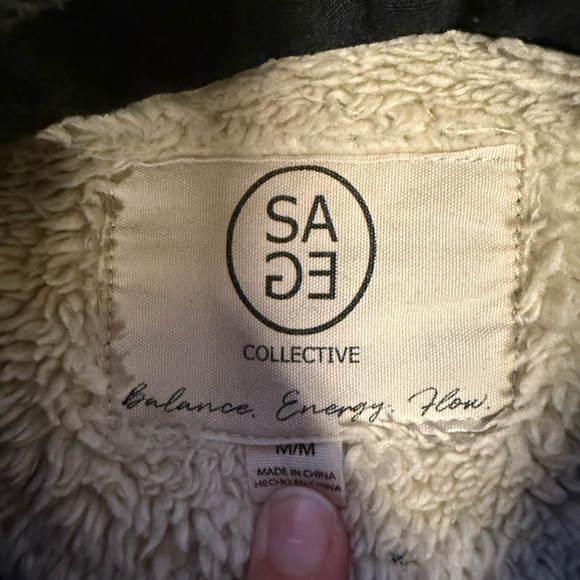 SA
GE
COLLECTIVE
Balance. Energy. Flow.
M/M
MADE IN CHINA
HECHO EN CHINA